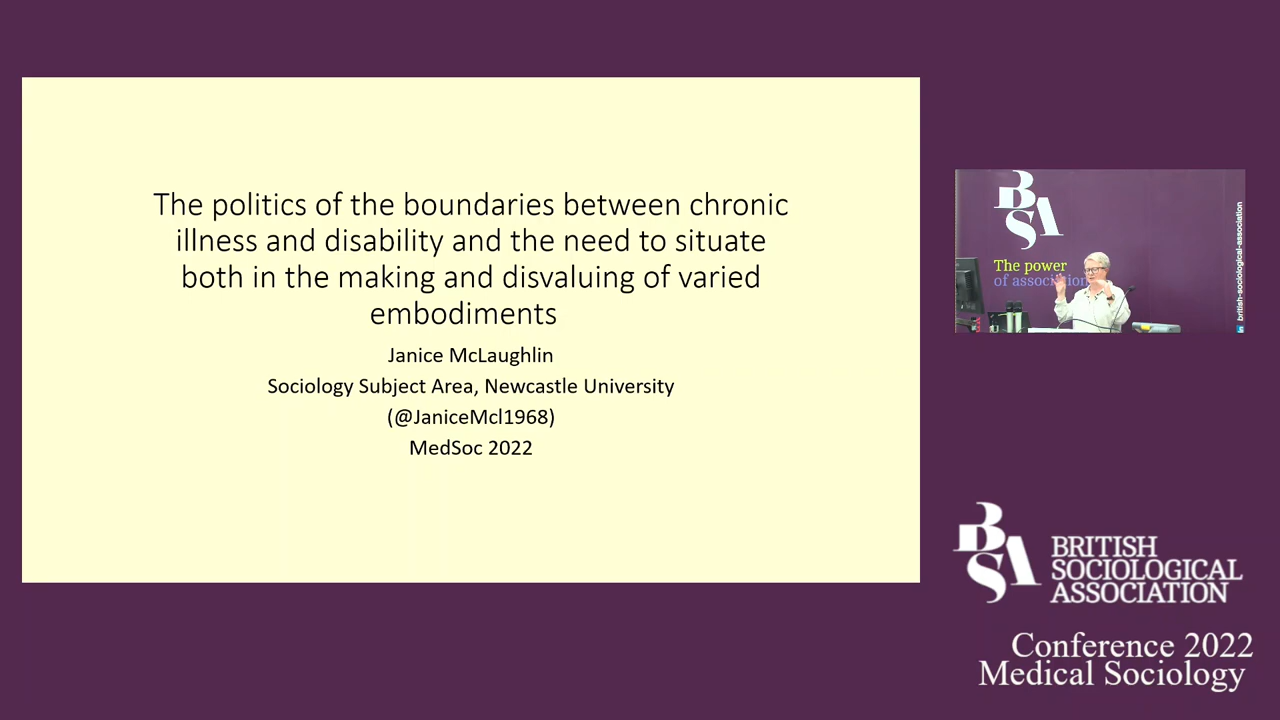 The politics of the boundaries between chronic
illness and disability and the need to situate
both in the making and disvaluing of varied
embodiments
Janice McLaughlin
Sociology Subject Area, Newcastle University
(@JaniceMcl1968)
MedSoc 2022
BSA
The power
of association
british-sociological-association
in
BSA
BRITISH
SOCIOLOGICAL
ASSOCIATION
Conference 2022
Medical Sociology